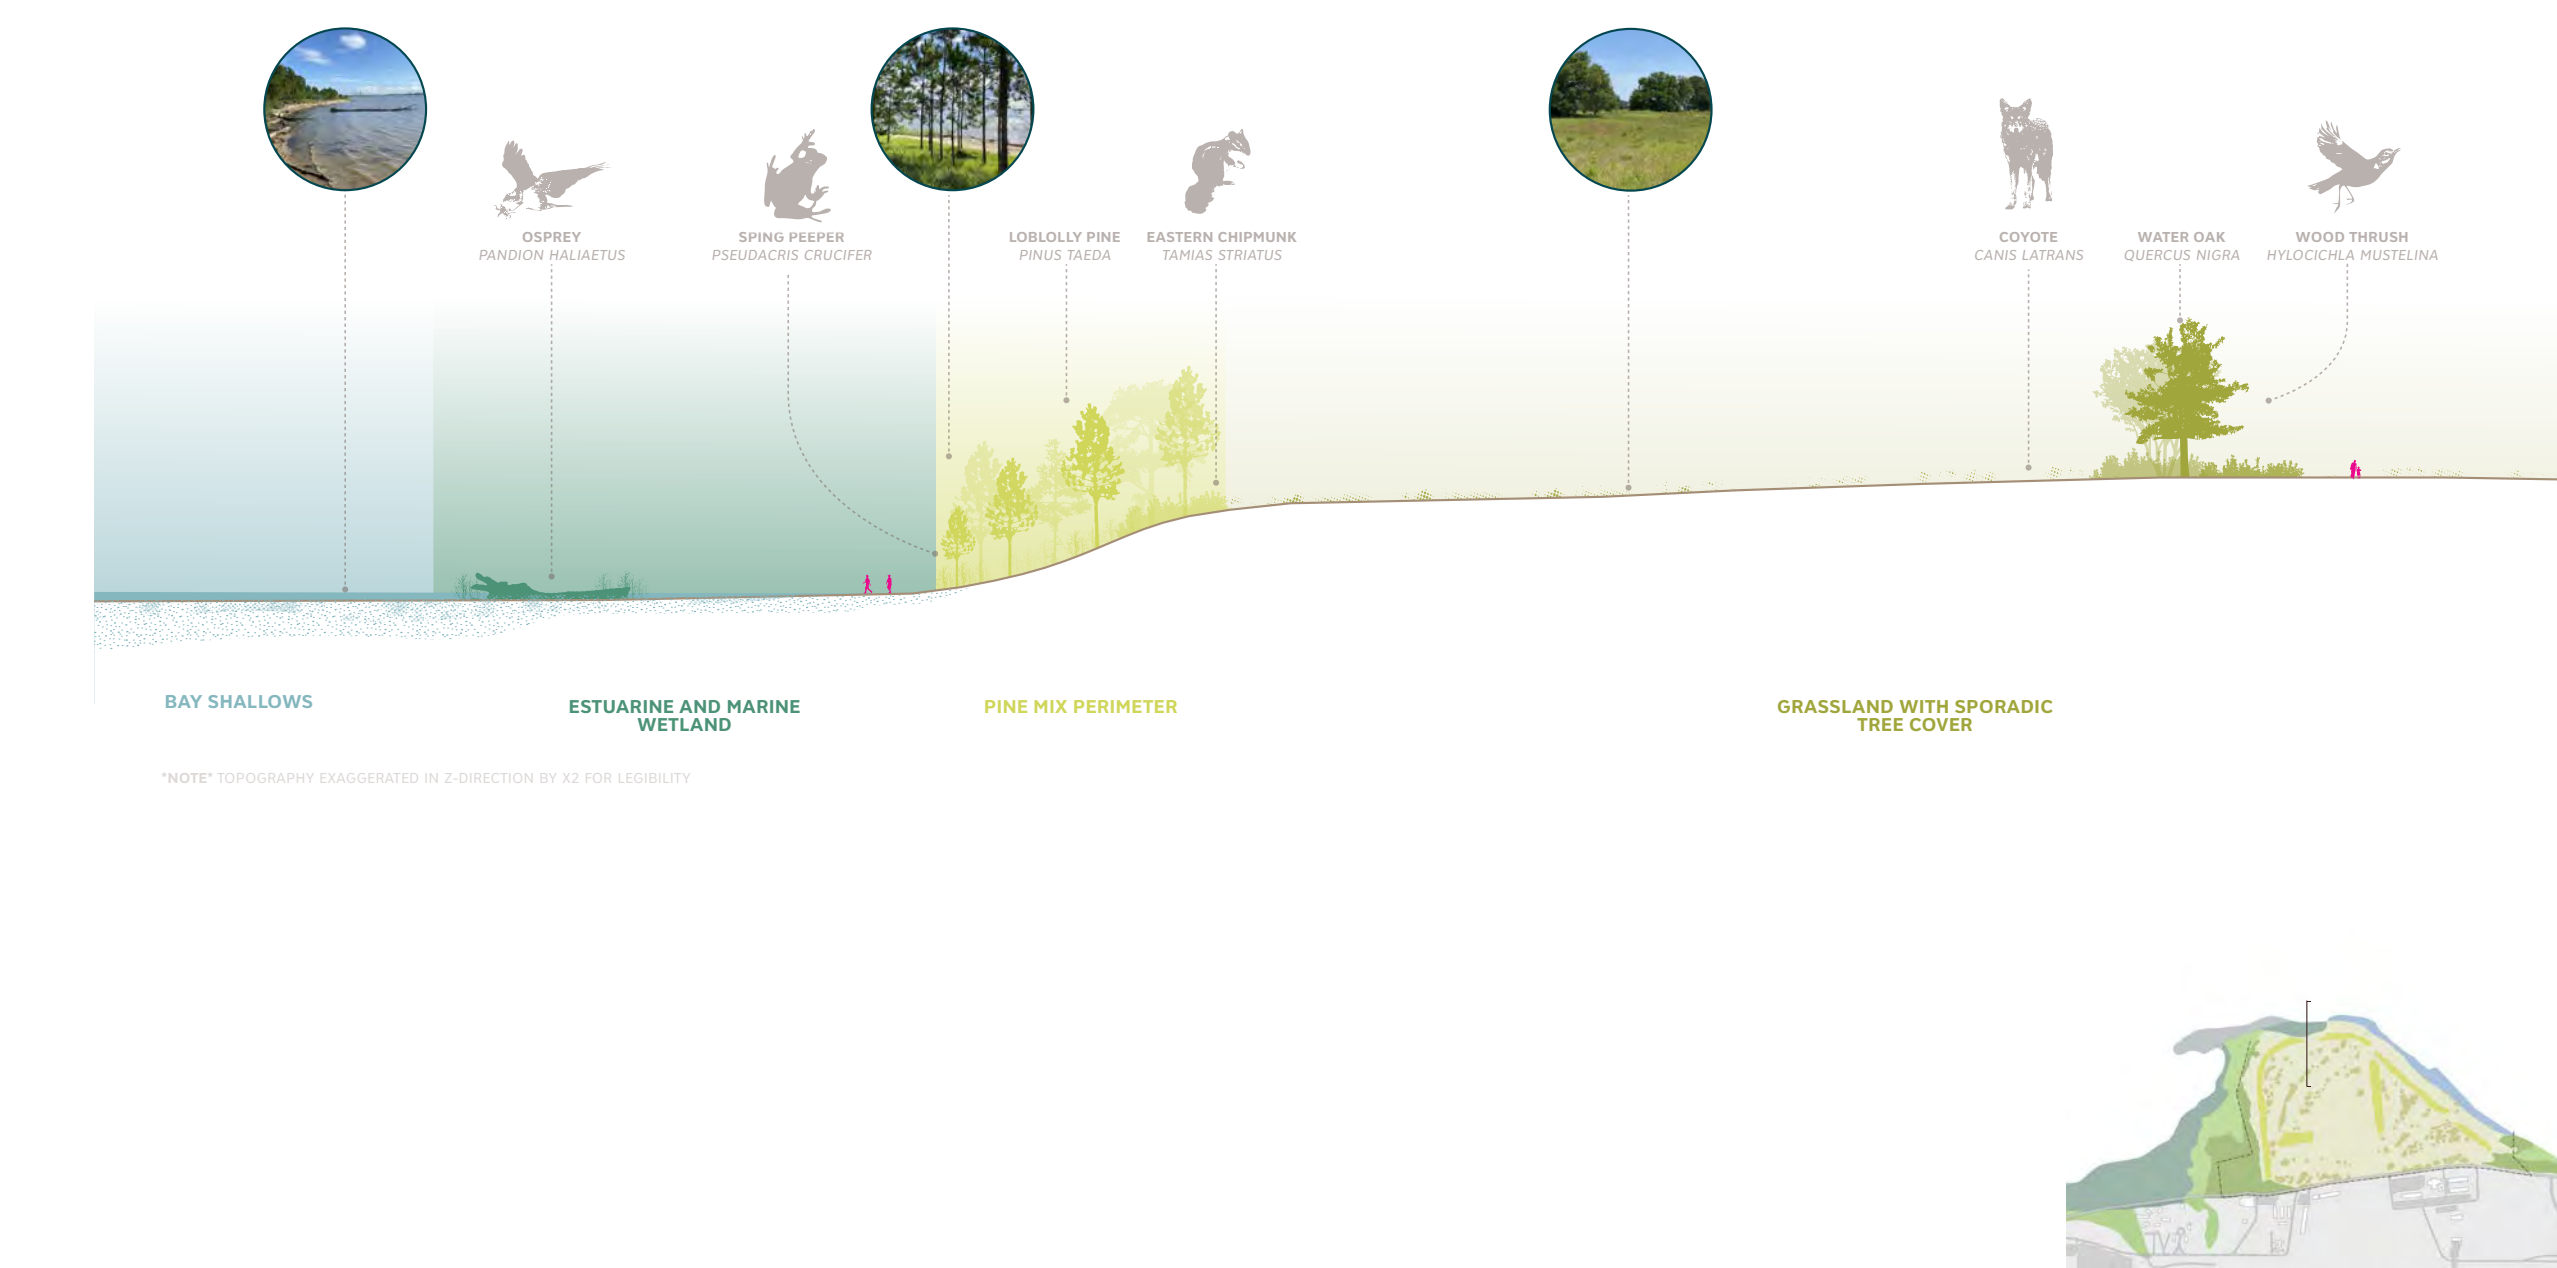 OSPREY
PANDION HALIAETUS
SPING PEEPER
PSEUDACRIS CRUCIFER
LOBLOLLY PINE
PINUS TAEDA
EASTERN CHIPMUNK
TAMIAS STRIATUS
COYOTE
CANIS LATRANS
WATER OAK
QUERCUS NIGRA
WOOD THRUSH
HYLOCICHLA MUSTELINA
BAY SHALLOWS
ESTUARINE AND MARINE
WETLAND
PINE MIX PERIMETER
GRASSLAND WITH SPORADIC
TREE COVER
*NOTE* TOPOGRAPHY EXAGGERATED IN Z-DIRECTION BY X2 FOR LEGIBILITY